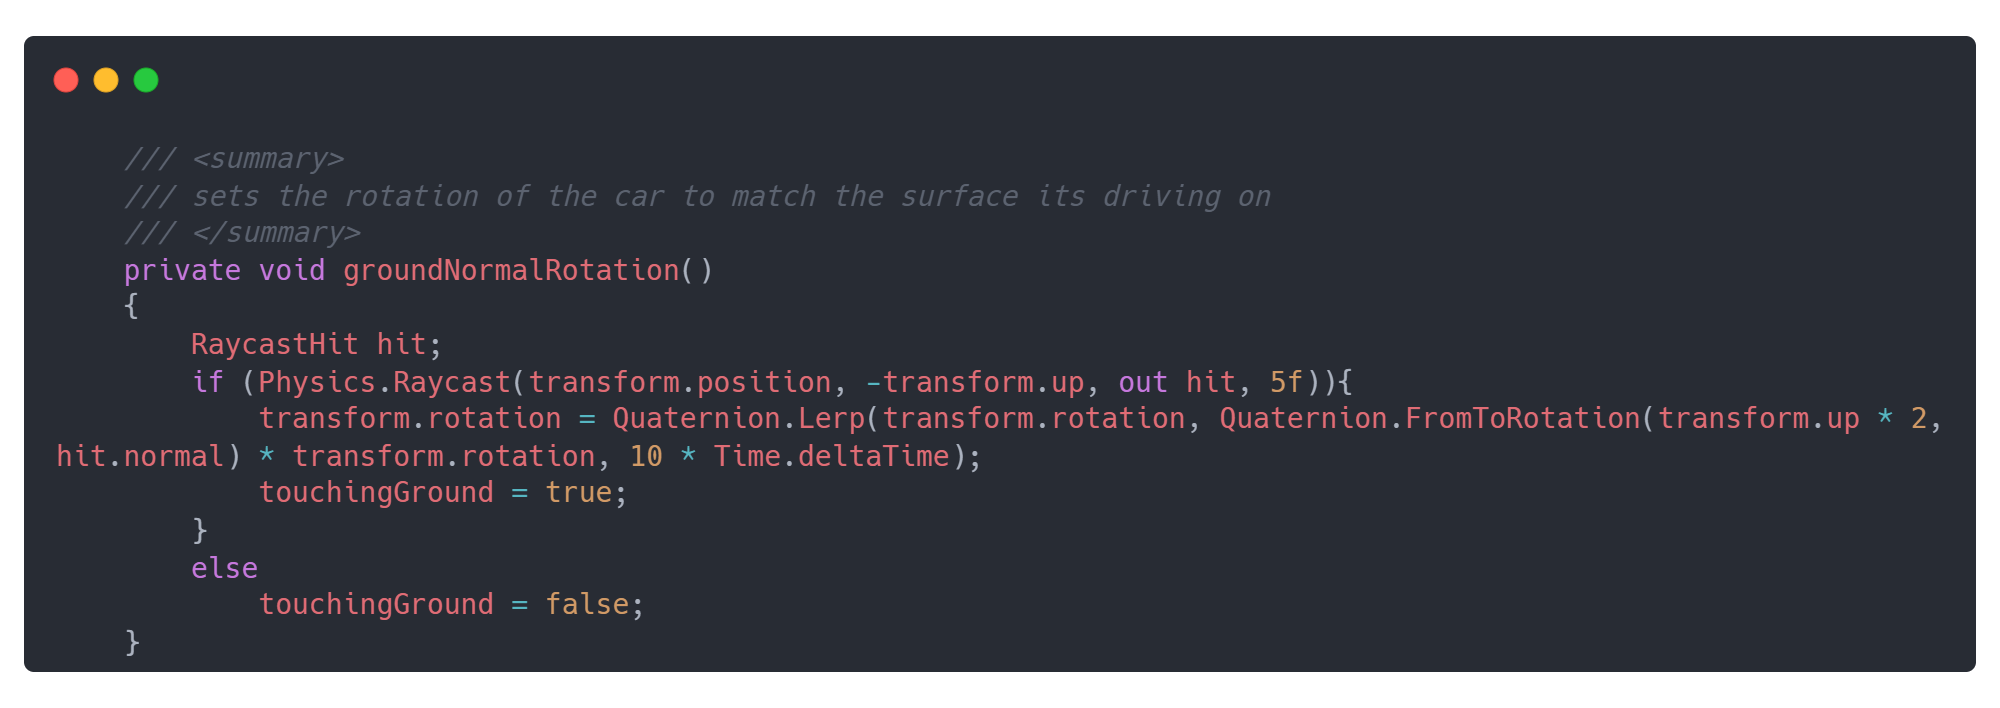 /// <summary>
/// sets the rotation of the car to match the surface its driving on
/// </summary>
private void groundNormalRotation()
{
RaycastHit hit;
if (Physics.Raycast(transform.position, -transform.up, out hit, 5f)){
transform.rotation = Quaternion.Lerp(transform.rotation, Quaternion.FromToRotation(transform.up * 2,
hit.normal) * transform.rotation, 10 * Time.deltaTime);
touchingGround = true;
}
else
touchingGround = false;
}